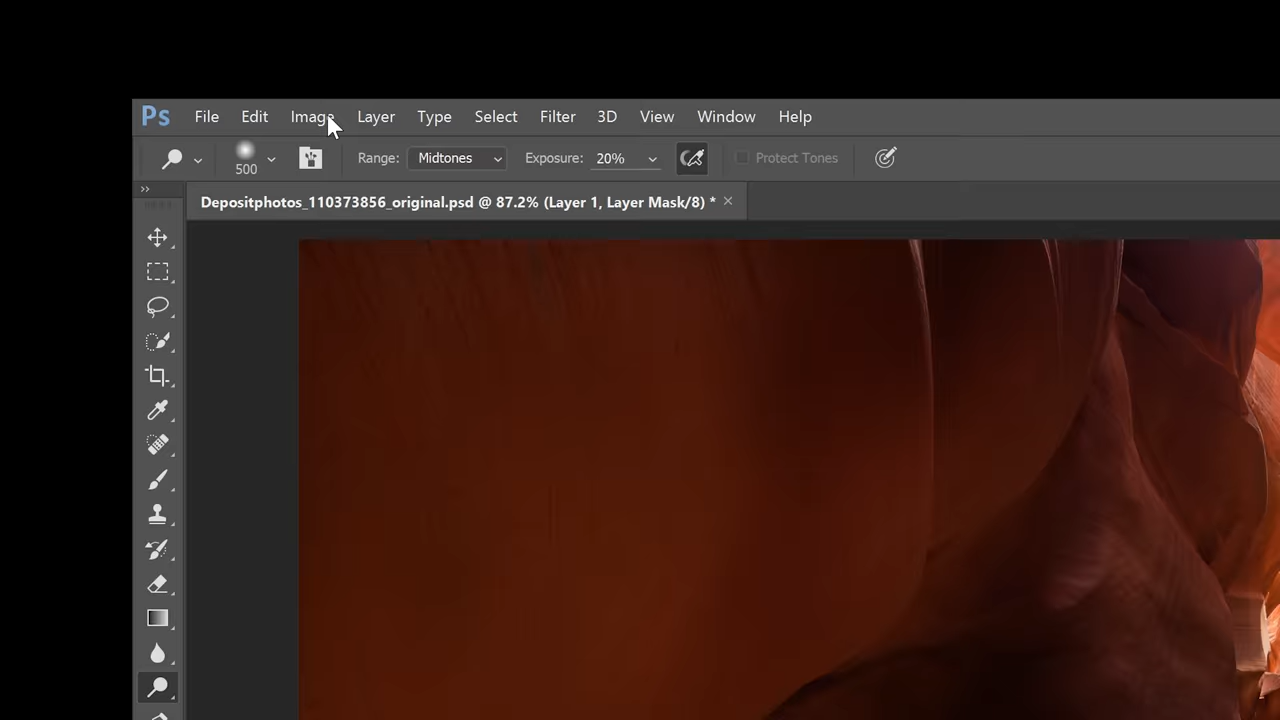 Ps File Edit Image Layer Type Select Filter 3D View Window Help
500 Range: Midtones Exposure: 20% Protect Tones
Depositphotos_110373856_original.psd @ 87.2% (Layer 1, Layer Mask/8) *